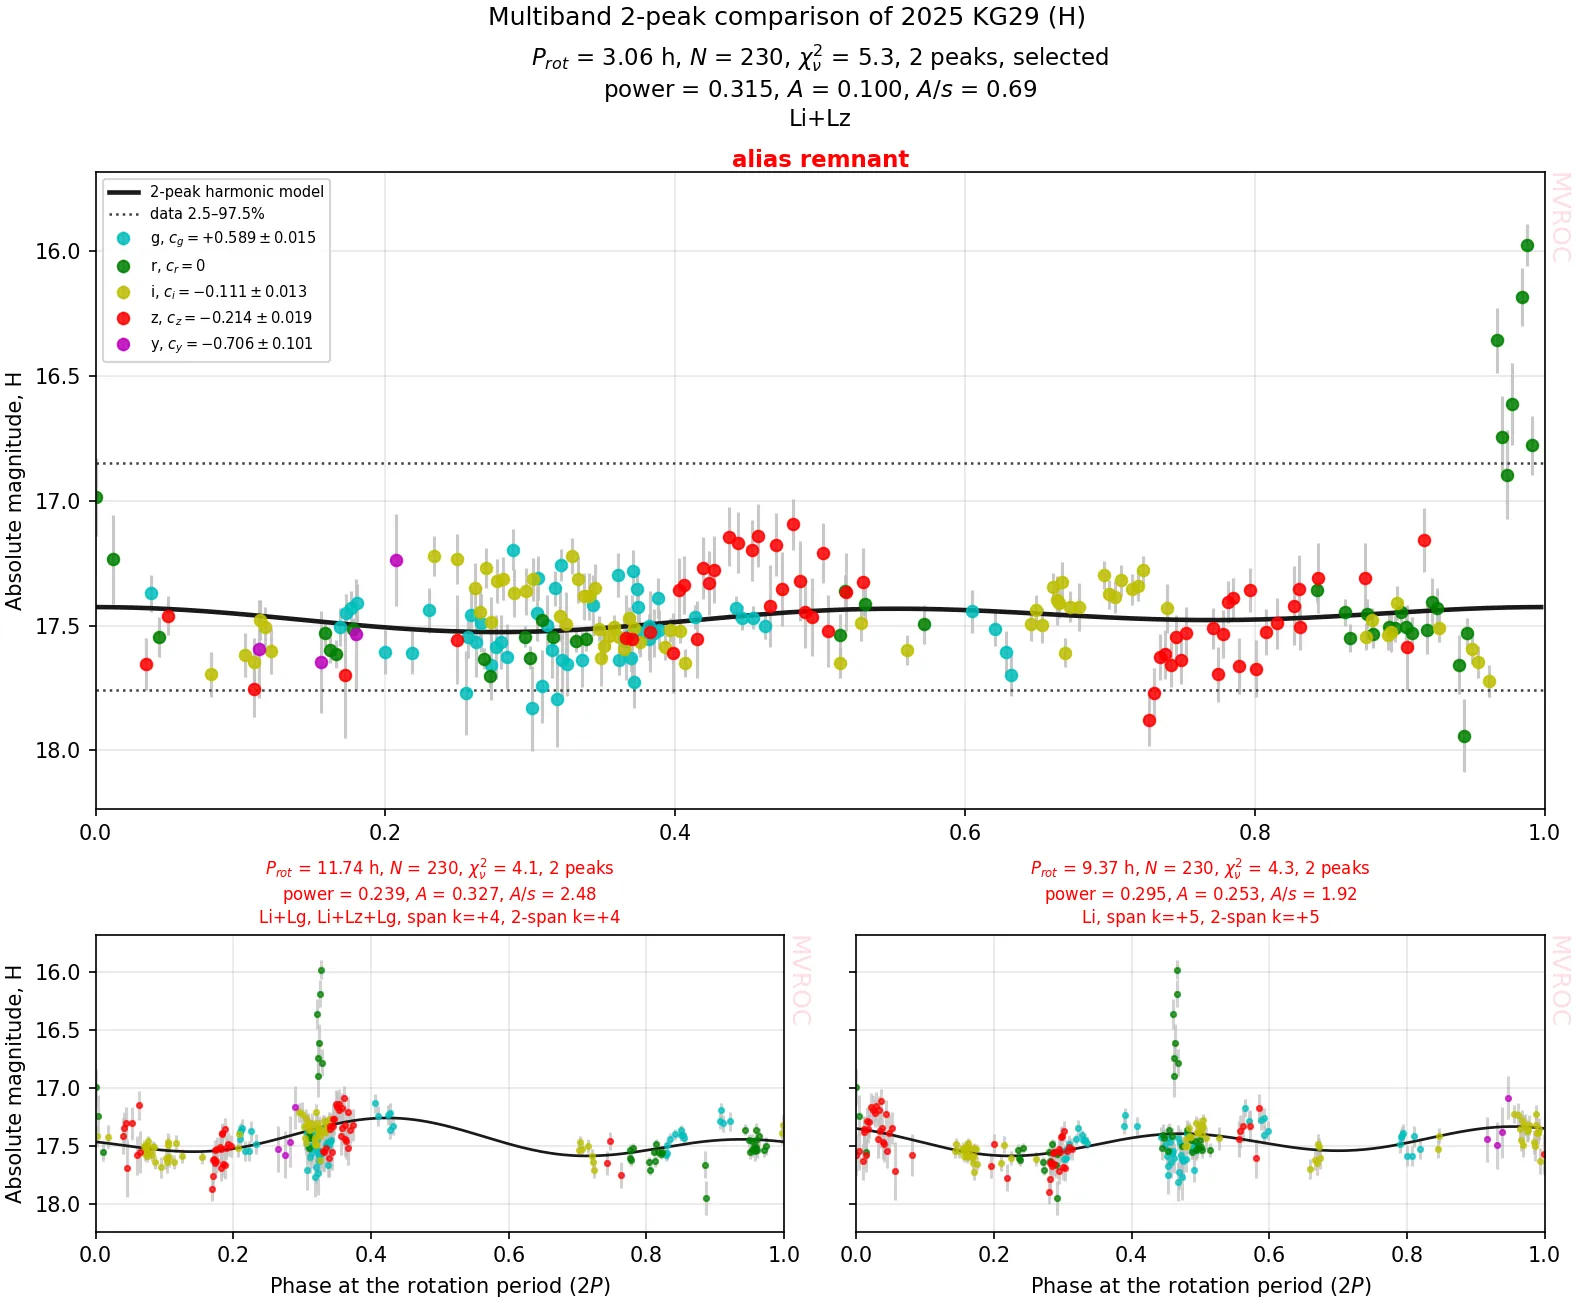 Multiband 2-peak comparison of 2025 KG29 (H)
P_rot = 3.06 h, N = 230, χ²_ν = 5.3, 2 peaks, selected
power = 0.315, A = 0.100, A/s = 0.69
Li+Lz
alias remnant
2-peak harmonic model
data 2.5–97.5%
g, c_g = +0.589 ± 0.015
r, c_r = 0
i, c_i = −0.111 ± 0.013
z, c_z = −0.214 ± 0.019
y, c_y = −0.706 ± 0.101
MVROC
Absolute magnitude, H
16.0
16.5
17.0
17.5
18.0
0.0 0.2 0.4 0.6 0.8 1.0
P_rot = 11.74 h, N = 230, χ²_ν = 4.1, 2 peaks
power = 0.239, A = 0.327, A/s = 2.48
Li+Lg, Li+Lz+Lg, span k=+4, 2-span k=+4
MVROC
Absolute magnitude, H
16.0
16.5
17.0
17.5
18.0
0.0 0.2 0.4 0.6 0.8 1.0
Phase at the rotation period (2P)
P_rot = 9.37 h, N = 230, χ²_ν = 4.3, 2 peaks
power = 0.295, A = 0.253, A/s = 1.92
Li, span k=+5, 2-span k=+5
MVROC
0.0 0.2 0.4 0.6 0.8 1.0
Phase at the rotation period (2P)